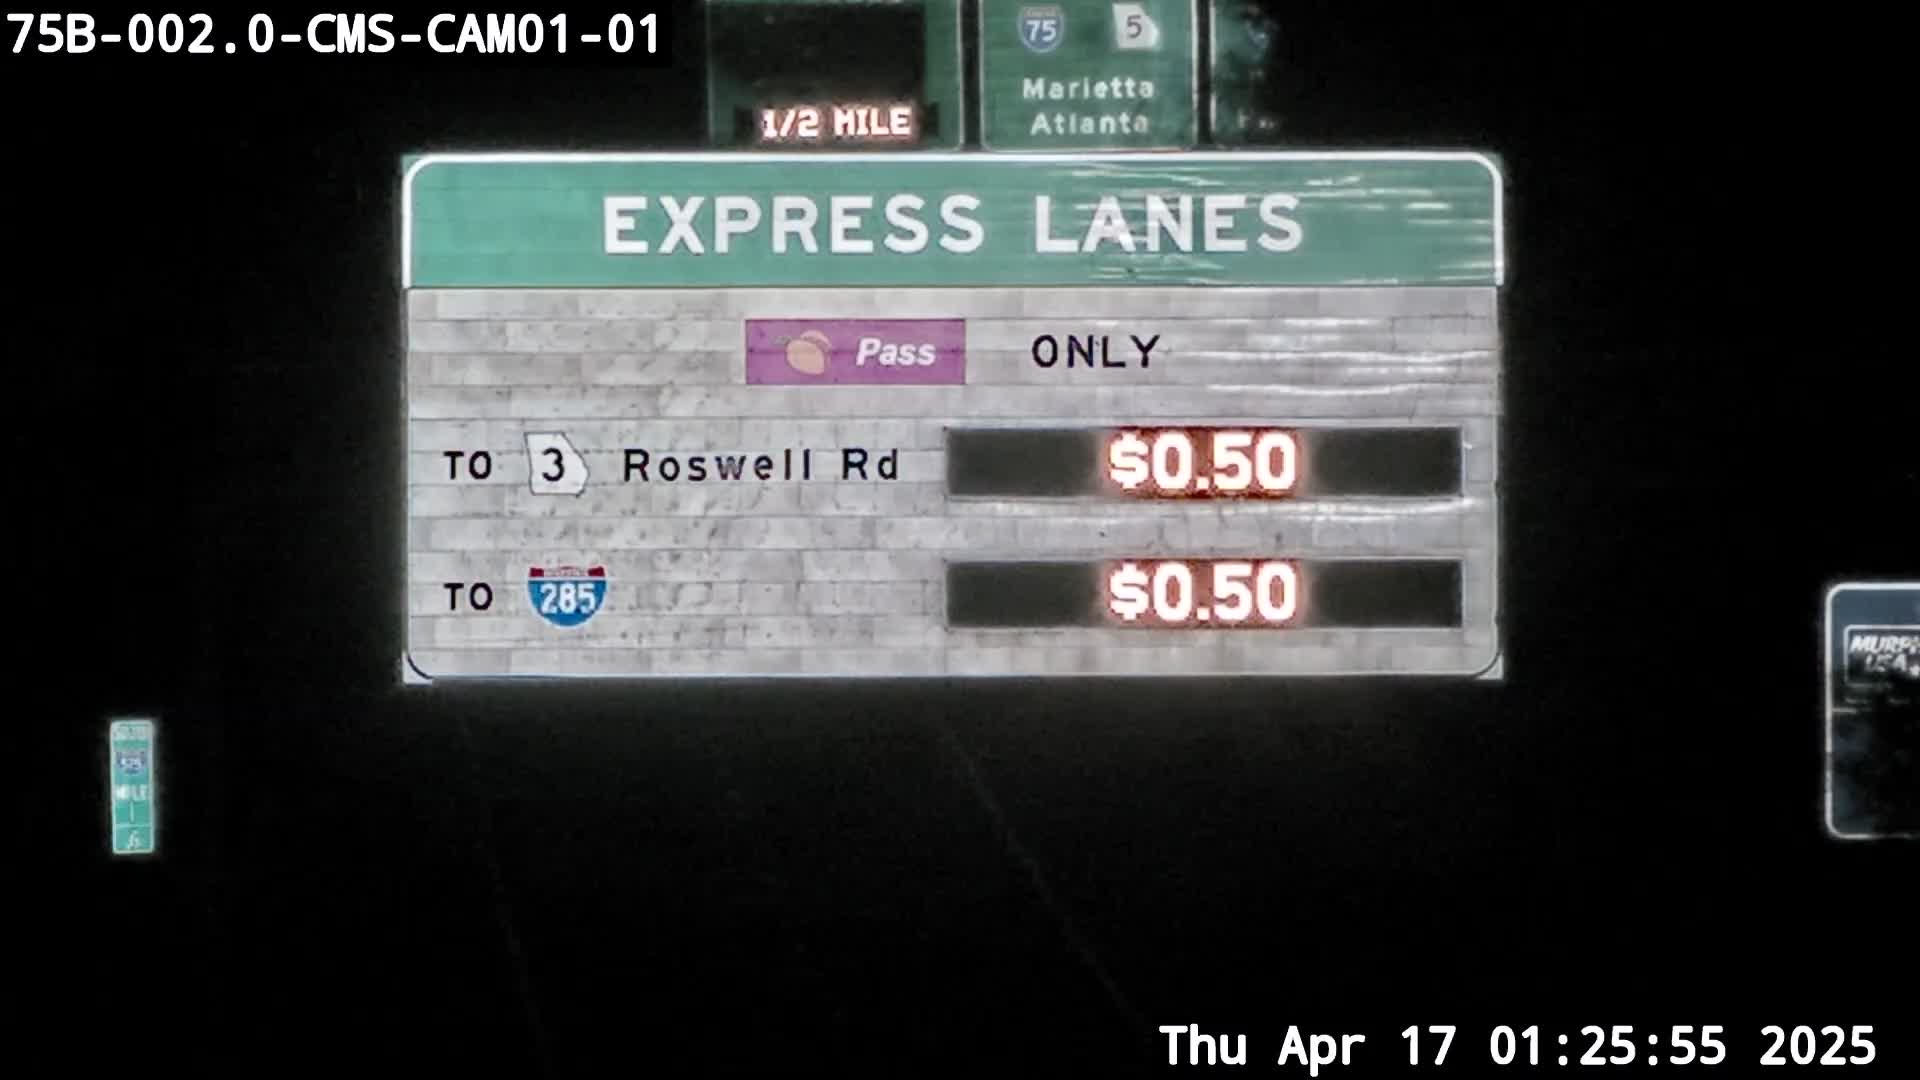 75B-002.0-CMS-CAM01-01
75
5
Marietta
Atlanta
1/2 MILE
EXPRESS LANES
Pass ONLY
TO 3 Roswell Rd $0.50
TO 285 $0.50
MILE
Thu Apr 17 01:25:55 2025